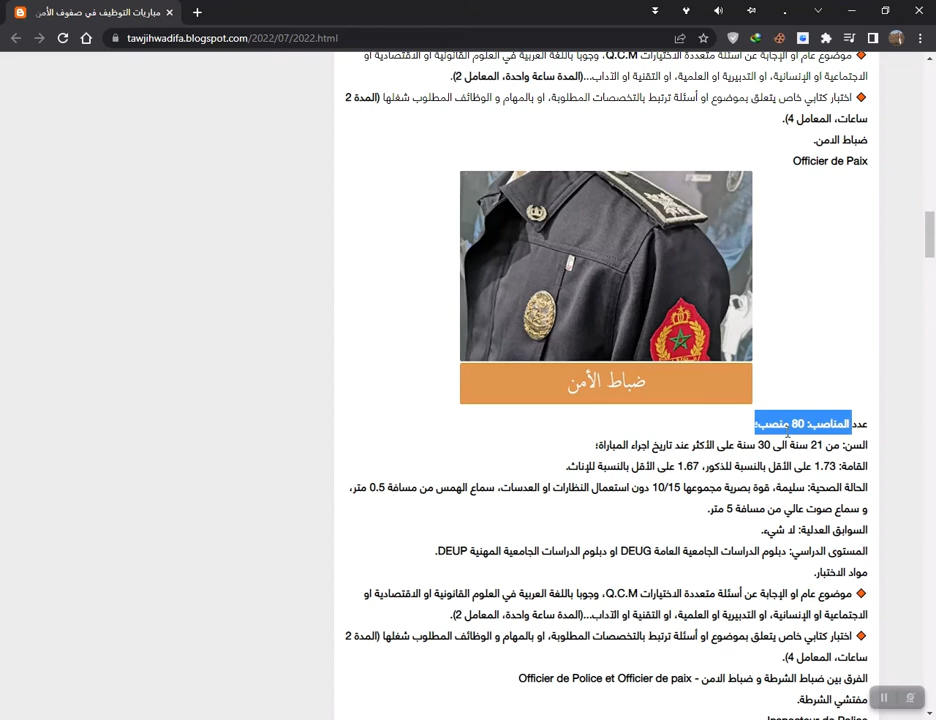 مباريات التوظيف في صفوف الأمن
tawjihwadifa.blogspot.com/2022/07/2022.html
موضوع عام او الإجابة عن أسئلة متعددة الاختيارات Q.C.M، وجوبا باللغة العربية في العلوم القانونية او الاقتصادية او
الاجتماعية او الإنسانية، او التدبيرية او العلمية، او التقنية او الآداب...(المدة ساعة واحدة، المعامل 2).
اختبار كتابي خاص يتعلق بموضوع او أسئلة ترتبط بالتخصصات المطلوبة، او بالمهام و الوظائف المطلوب شغلها (المدة 2
ساعات، المعامل 4).
ضباط الامن.
Officier de Paix
ضباط الأمن
عدد المناصب: 80 منصب؛
السن: من 21 سنة الى 30 سنة على الأكثر عند تاريخ اجراء المباراة؛
القامة: 1.73 على الأقل بالنسبة للذكور، 1.67 على الأقل بالنسبة للإناث.
الحالة الصحية: سليمة، قوة بصرية مجموعها 10/15 دون استعمال النظارات او العدسات، سماع الهمس من مسافة 0.5 متر،
و سماع صوت عالي من مسافة 5 متر.
السوابق العدلية: لا شيء.
المستوى الدراسي: دبلوم الدراسات الجامعية العامة DEUG او دبلوم الدراسات الجامعية المهنية DEUP.
مواد الاختبار.
موضوع عام او الإجابة عن أسئلة متعددة الاختيارات Q.C.M، وجوبا باللغة العربية في العلوم القانونية او الاقتصادية او
الاجتماعية او الإنسانية، او التدبيرية او العلمية، او التقنية او الآداب...(المدة ساعة واحدة، المعامل 2).
اختبار كتابي خاص يتعلق بموضوع او أسئلة ترتبط بالتخصصات المطلوبة، او بالمهام و الوظائف المطلوب شغلها (المدة 2
ساعات، المعامل 4).
الفرق بين ضباط الشرطة و ضباط الامن - Officier de Police et Officier de paix
مفتشي الشرطة.
Inspecteur de Police